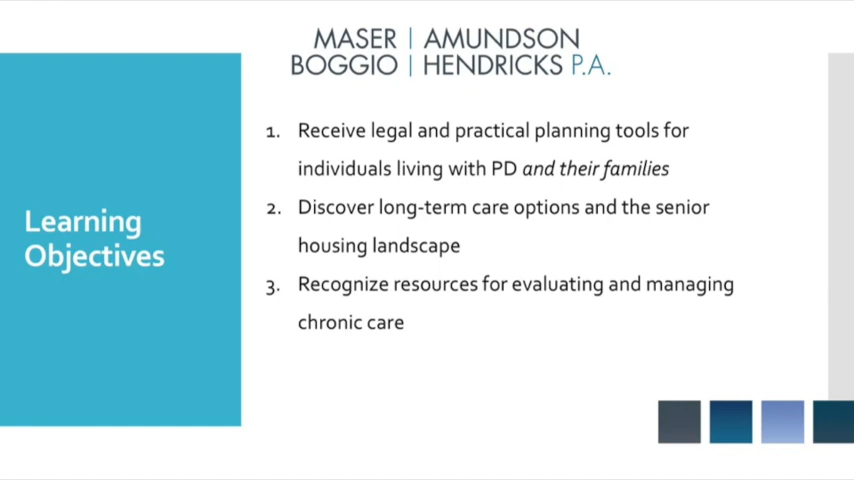 MASER | AMUNDSON
BOGGIO | HENDRICKS P.A.
Learning
Objectives
1. Receive legal and practical planning tools for
individuals living with PD and their families
2. Discover long-term care options and the senior
housing landscape
3. Recognize resources for evaluating and managing
chronic care